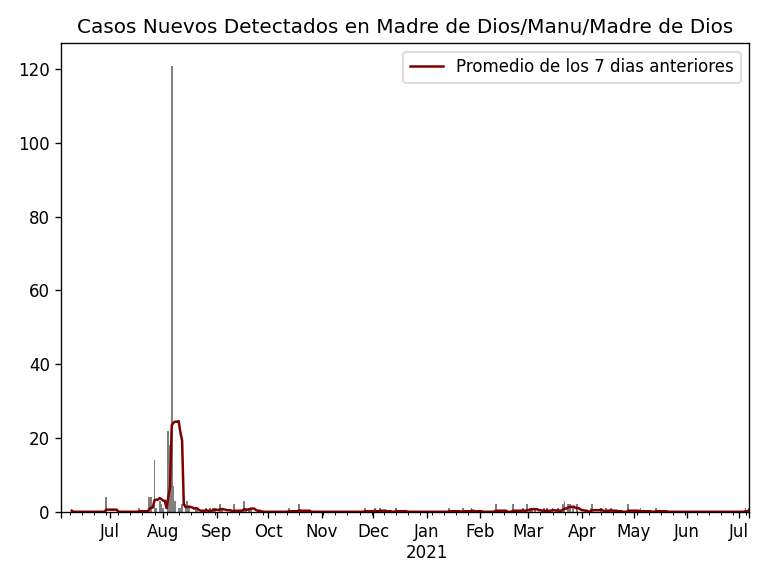 Casos Nuevos Detectados en Madre de Dios/Manu/Madre de Dios
Promedio de los 7 dias anteriores
120
100
80
60
40
20
0
Jul Aug Sep Oct Nov Dec Jan Feb Mar Apr May Jun Jul
2021